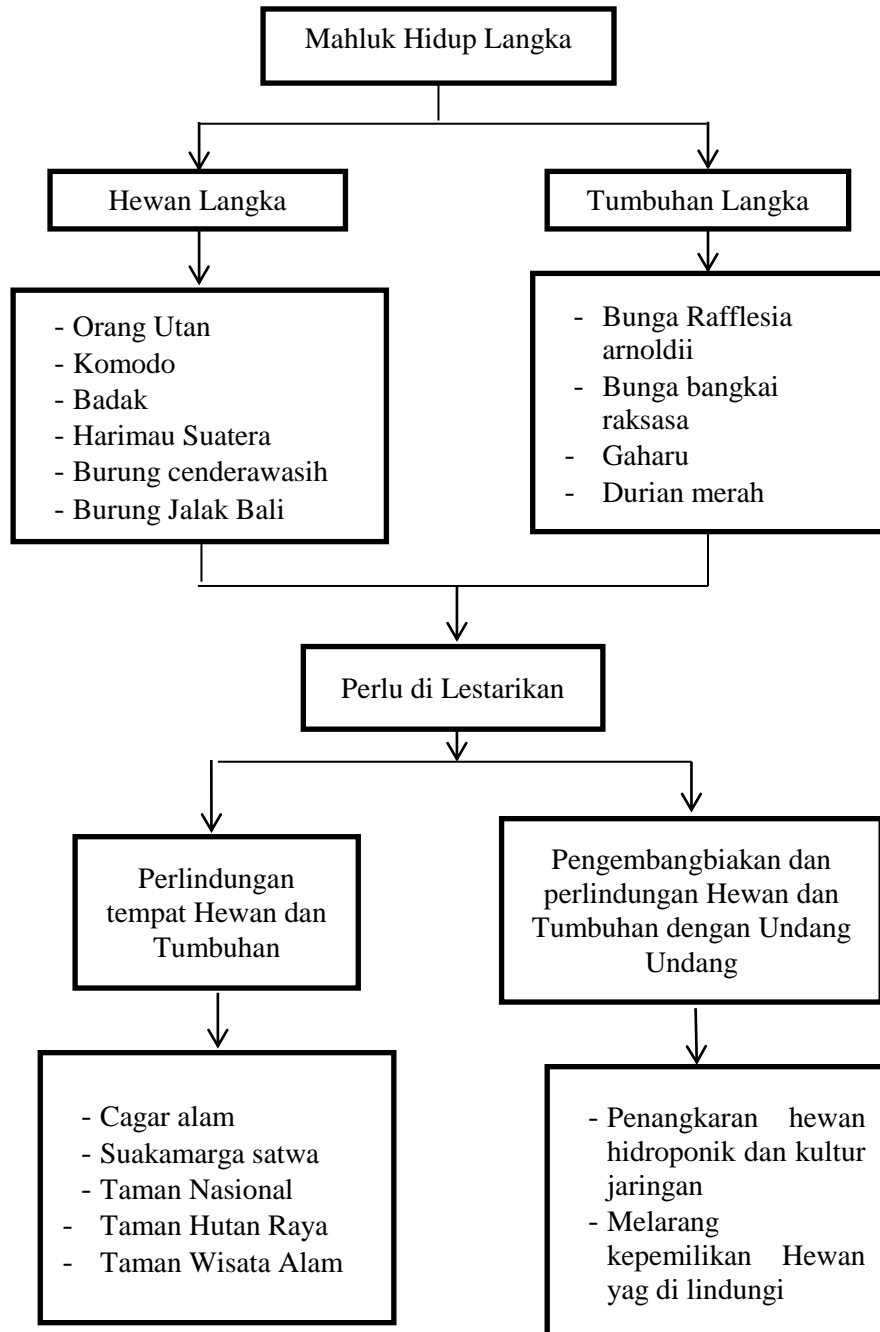 Mahluk Hidup Langka
Hewan Langka
Tumbuhan Langka
- Orang Utan
- Komodo
- Badak
- Harimau Suatera
- Burung cenderawasih
- Burung Jalak Bali
- Bunga Rafflesia
arnoldii
- Bunga bangkai
raksasa
- Gaharu
- Durian merah
Perlu di Lestarikan
Perlindungan
tempat Hewan dan
Tumbuhan
Pengembangbiakan dan
perlindungan Hewan dan
Tumbuhan dengan Undang
Undang
- Cagar alam
- Suakamarga satwa
- Taman Nasional
- Taman Hutan Raya
- Taman Wisata Alam
- Penangkaran hewan
hidroponik dan kultur
jaringan
- Melarang
kepemilikan Hewan
yag di lindungi